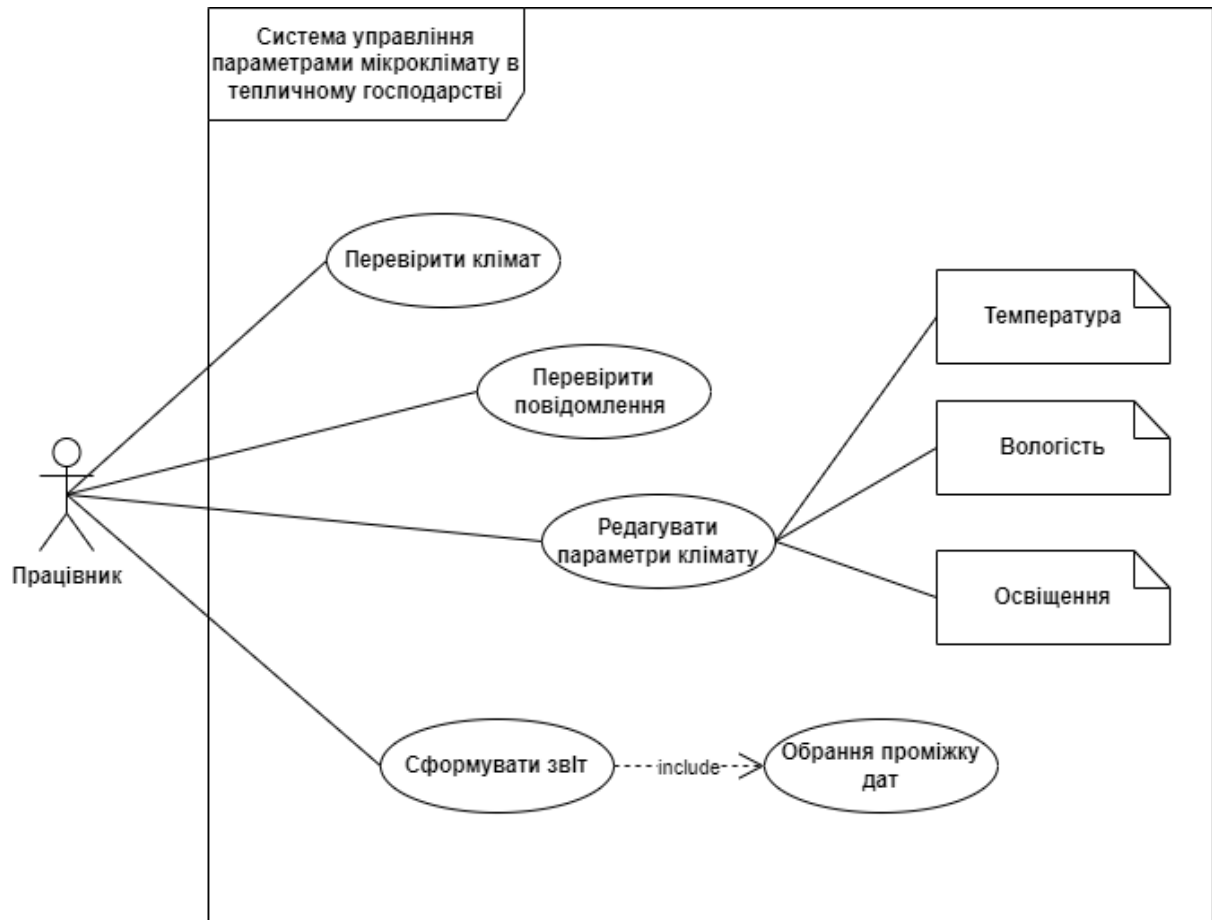 Система управління
параметрами мікроклімату в
тепличному господарстві
Перевірити клімат
Перевірити
повідомлення
Редагувати
параметри клімату
Температура
Вологість
Освіщення
Працівник
Сформувати звІт
include
Обрання проміжку
дат